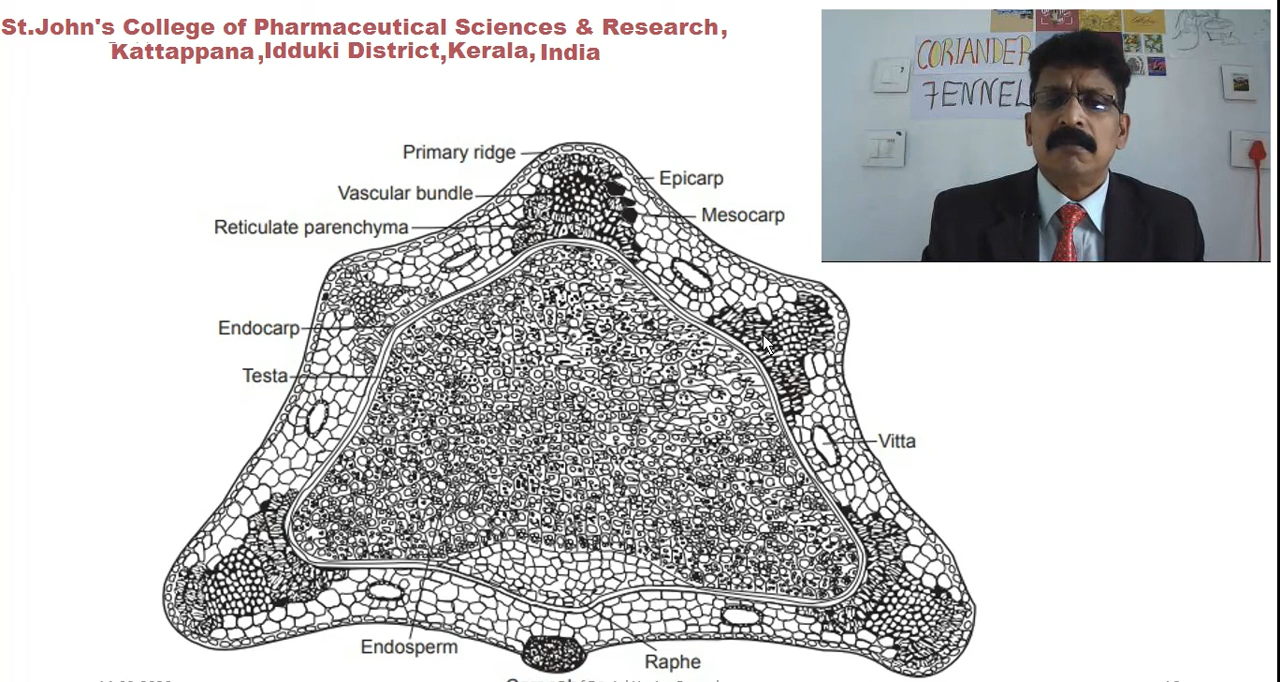 St.John's College of Pharmaceutical Sciences & Research,
Kattappana,Idduki District,Kerala, India
CORIANDER
FENNEL
Primary ridge
Epicarp
Vascular bundle
Mesocarp
Reticulate parenchyma
Endocarp
Testa
Vitta
Endosperm
Raphe